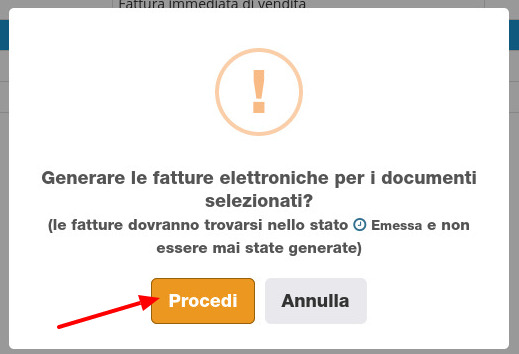 Fattura immediata di vendita
!
Generare le fatture elettroniche per i documenti
selezionati?
(le fatture dovranno trovarsi nello stato Emessa e non
essere mai state generate)
Procedi Annulla